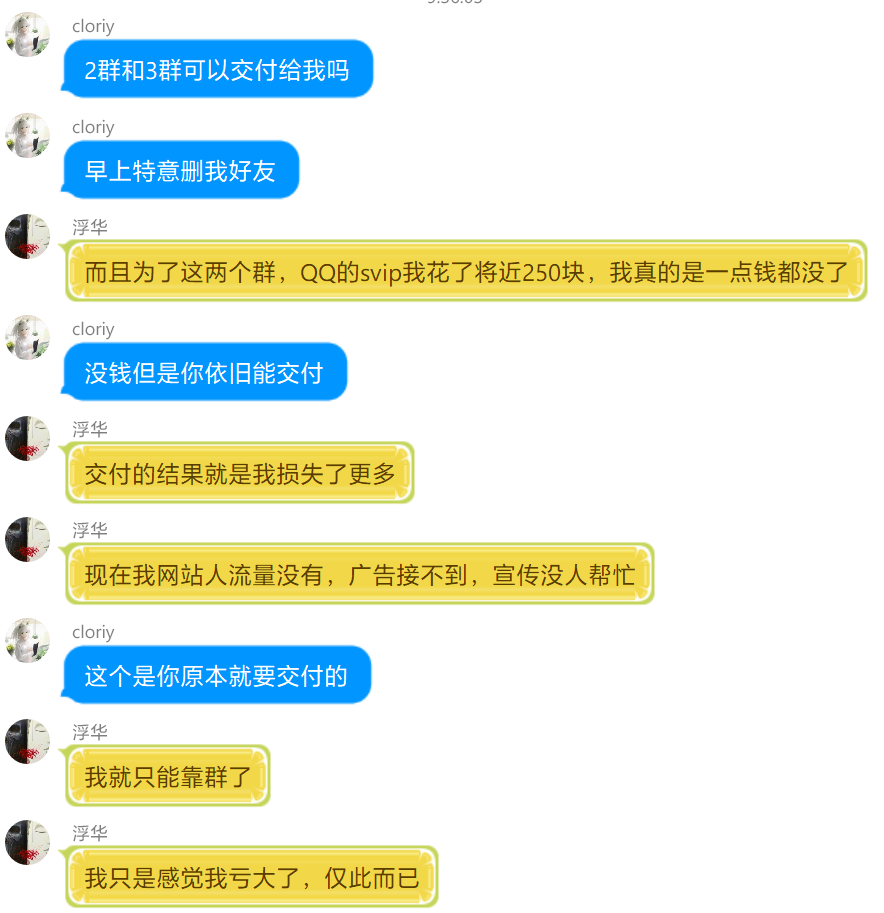 cloriy
2群和3群可以交付给我吗
cloriy
早上特意删我好友
浮华
而且为了这两个群，QQ的svip我花了将近250块，我真的是一点钱都没了
cloriy
没钱但是你依旧能交付
浮华
交付的结果就是我损失了更多
浮华
现在我网站人流量没有，广告接不到，宣传没人帮忙
cloriy
这个是你原本就要交付的
浮华
我就只能靠群了
浮华
我只是感觉我亏大了，仅此而已